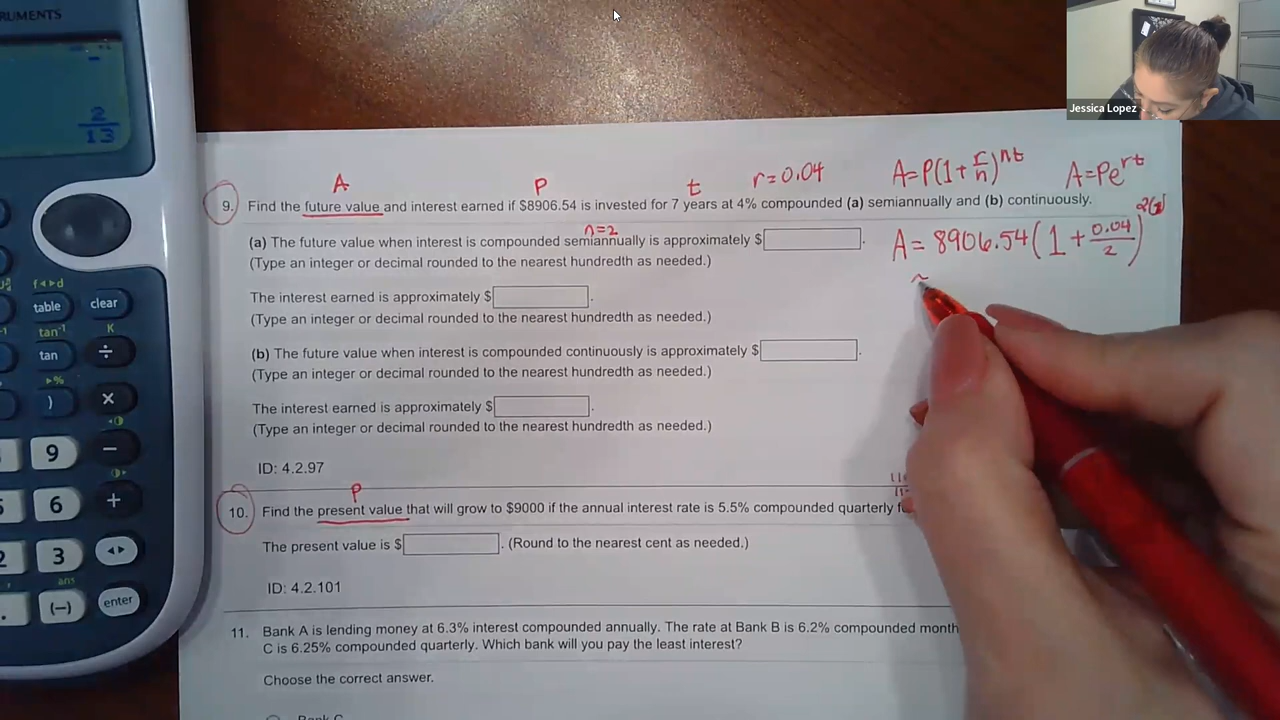 RUMENTS
2
13
table
clear
tan⁻¹
K
tan
÷
)
×
9
−
6
+
2
3
ans
(−)
enter
Jessica Lopez
A
P
t
r=0.04
A=P(1+r/n)^nt
A=Pe^rt
9. Find the future value and interest earned if $8906.54 is invested for 7 years at 4% compounded (a) semiannually and (b) continuously.
n=2
(a) The future value when interest is compounded semiannually is approximately $ .
A= 8906.54(1+0.04/2)
(Type an integer or decimal rounded to the nearest hundredth as needed.)
≈
The interest earned is approximately $ .
(Type an integer or decimal rounded to the nearest hundredth as needed.)
(b) The future value when interest is compounded continuously is approximately $ .
(Type an integer or decimal rounded to the nearest hundredth as needed.)
The interest earned is approximately $ .
(Type an integer or decimal rounded to the nearest hundredth as needed.)
ID: 4.2.97
P
10. Find the present value that will grow to $9000 if the annual interest rate is 5.5% compounded quarterly
The present value is $ . (Round to the nearest cent as needed.)
ID: 4.2.101
11. Bank A is lending money at 6.3% interest compounded annually. The rate at Bank B is 6.2% compounded month
C is 6.25% compounded quarterly. Which bank will you pay the least interest?
Choose the correct answer.
Bank C